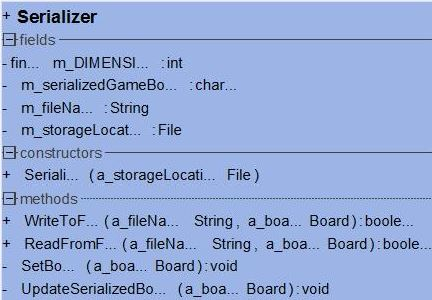 + Serializer
fields
- fin... m_DIMENSI... :int
- m_serializedGameBo... :char...
- m_fileNa... :String
- m_storageLocat... :File
constructors
+ Seriali... (a_storageLocati... File)
methods
+ WriteToF... (a_fileNa... String, a_boa... Board):boole...
+ ReadFromF... (a_fileNa... String, a_boa... Board):boole...
- SetBo... (a_boa... Board):void
- UpdateSerializedBo... (a_boa... Board):void